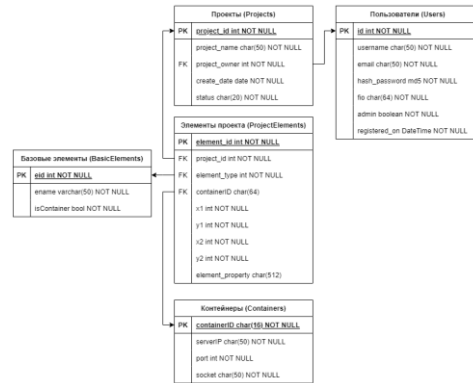 Проекты (Projects)
PK project_id int NOT NULL
project_name char(50) NOT NULL
FK project_owner int NOT NULL
create_date date NOT NULL
status char(20) NOT NULL
Пользователи (Users)
PK id int NOT NULL
username char(50) NOT NULL
email char(50) NOT NULL
hash_password md5 NOT NULL
fio char(64) NOT NULL
admin boolean NOT NULL
registered_on DateTime NOT NULL
Элементы проекта (ProjectElements)
PK element_id int NOT NULL
FK project_id int NOT NULL
FK element_type int NOT NULL
FK containerID char(64)
x1 int NOT NULL
y1 int NOT NULL
x2 int NOT NULL
y2 int NOT NULL
element_property char(512)
Базовые элементы (BasicElements)
PK eid int NOT NULL
ename varchar(50) NOT NULL
isContainer bool NOT NULL
Контейнеры (Containers)
PK containerID char(16) NOT NULL
serverIP char(50) NOT NULL
port int NOT NULL
socket char(50) NOT NULL